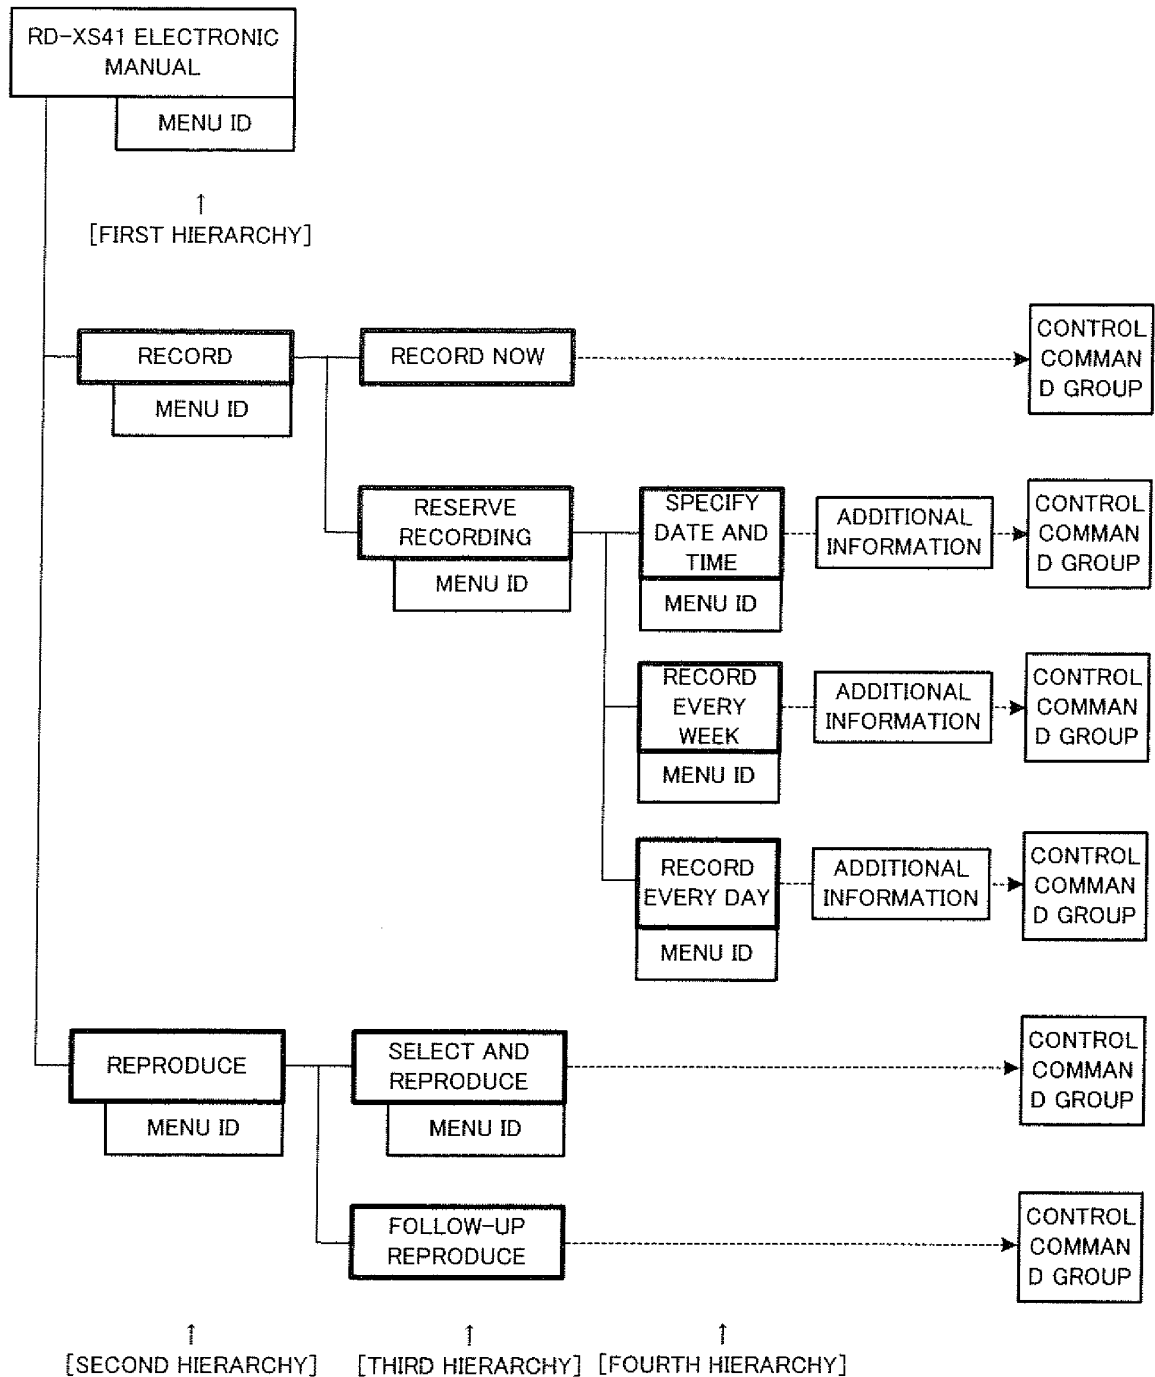 RD-XS41 ELECTRONIC
MANUAL
MENU ID
↑
[FIRST HIERARCHY]
RECORD
MENU ID
RECORD NOW
CONTROL
COMMAN
D GROUP
RESERVE
RECORDING
MENU ID
SPECIFY
DATE AND
TIME
MENU ID
ADDITIONAL
INFORMATION
CONTROL
COMMAN
D GROUP
RECORD
EVERY
WEEK
MENU ID
ADDITIONAL
INFORMATION
CONTROL
COMMAN
D GROUP
RECORD
EVERY DAY
MENU ID
ADDITIONAL
INFORMATION
CONTROL
COMMAN
D GROUP
REPRODUCE
MENU ID
SELECT AND
REPRODUCE
MENU ID
CONTROL
COMMAN
D GROUP
FOLLOW-UP
REPRODUCE
CONTROL
COMMAN
D GROUP
↑
[SECOND HIERARCHY]
↑
[THIRD HIERARCHY]
↑
[FOURTH HIERARCHY]